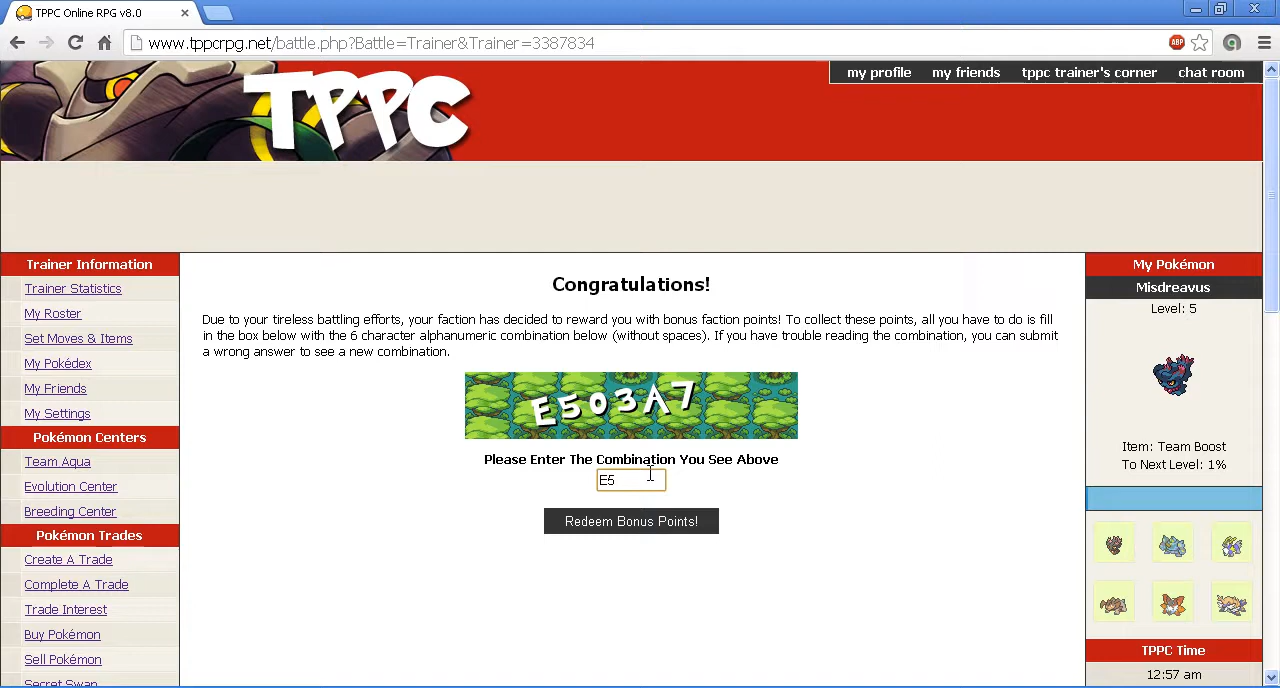 TPPC Online RPG v8.0
www.tppcrpg.net/battle.php?Battle=Trainer&Trainer=3387834
ABP
my profile my friends tppc trainer's corner chat room
TPPC
Trainer Information
Trainer Statistics
My Roster
Set Moves & Items
My Pokédex
My Friends
My Settings
Pokémon Centers
Team Aqua
Evolution Center
Breeding Center
Pokémon Trades
Create A Trade
Complete A Trade
Trade Interest
Buy Pokémon
Sell Pokémon
Secret Swap
Congratulations!
Due to your tireless battling efforts, your faction has decided to reward you with bonus faction points! To collect these points, all you have to do is fill
in the box below with the 6 character alphanumeric combination below (without spaces). If you have trouble reading the combination, you can submit
a wrong answer to see a new combination.
E503A7
Please Enter The Combination You See Above
E5
Redeem Bonus Points!
My Pokémon
Misdreavus
Level: 5
Item: Team Boost
To Next Level: 1%
TPPC Time
12:57 am